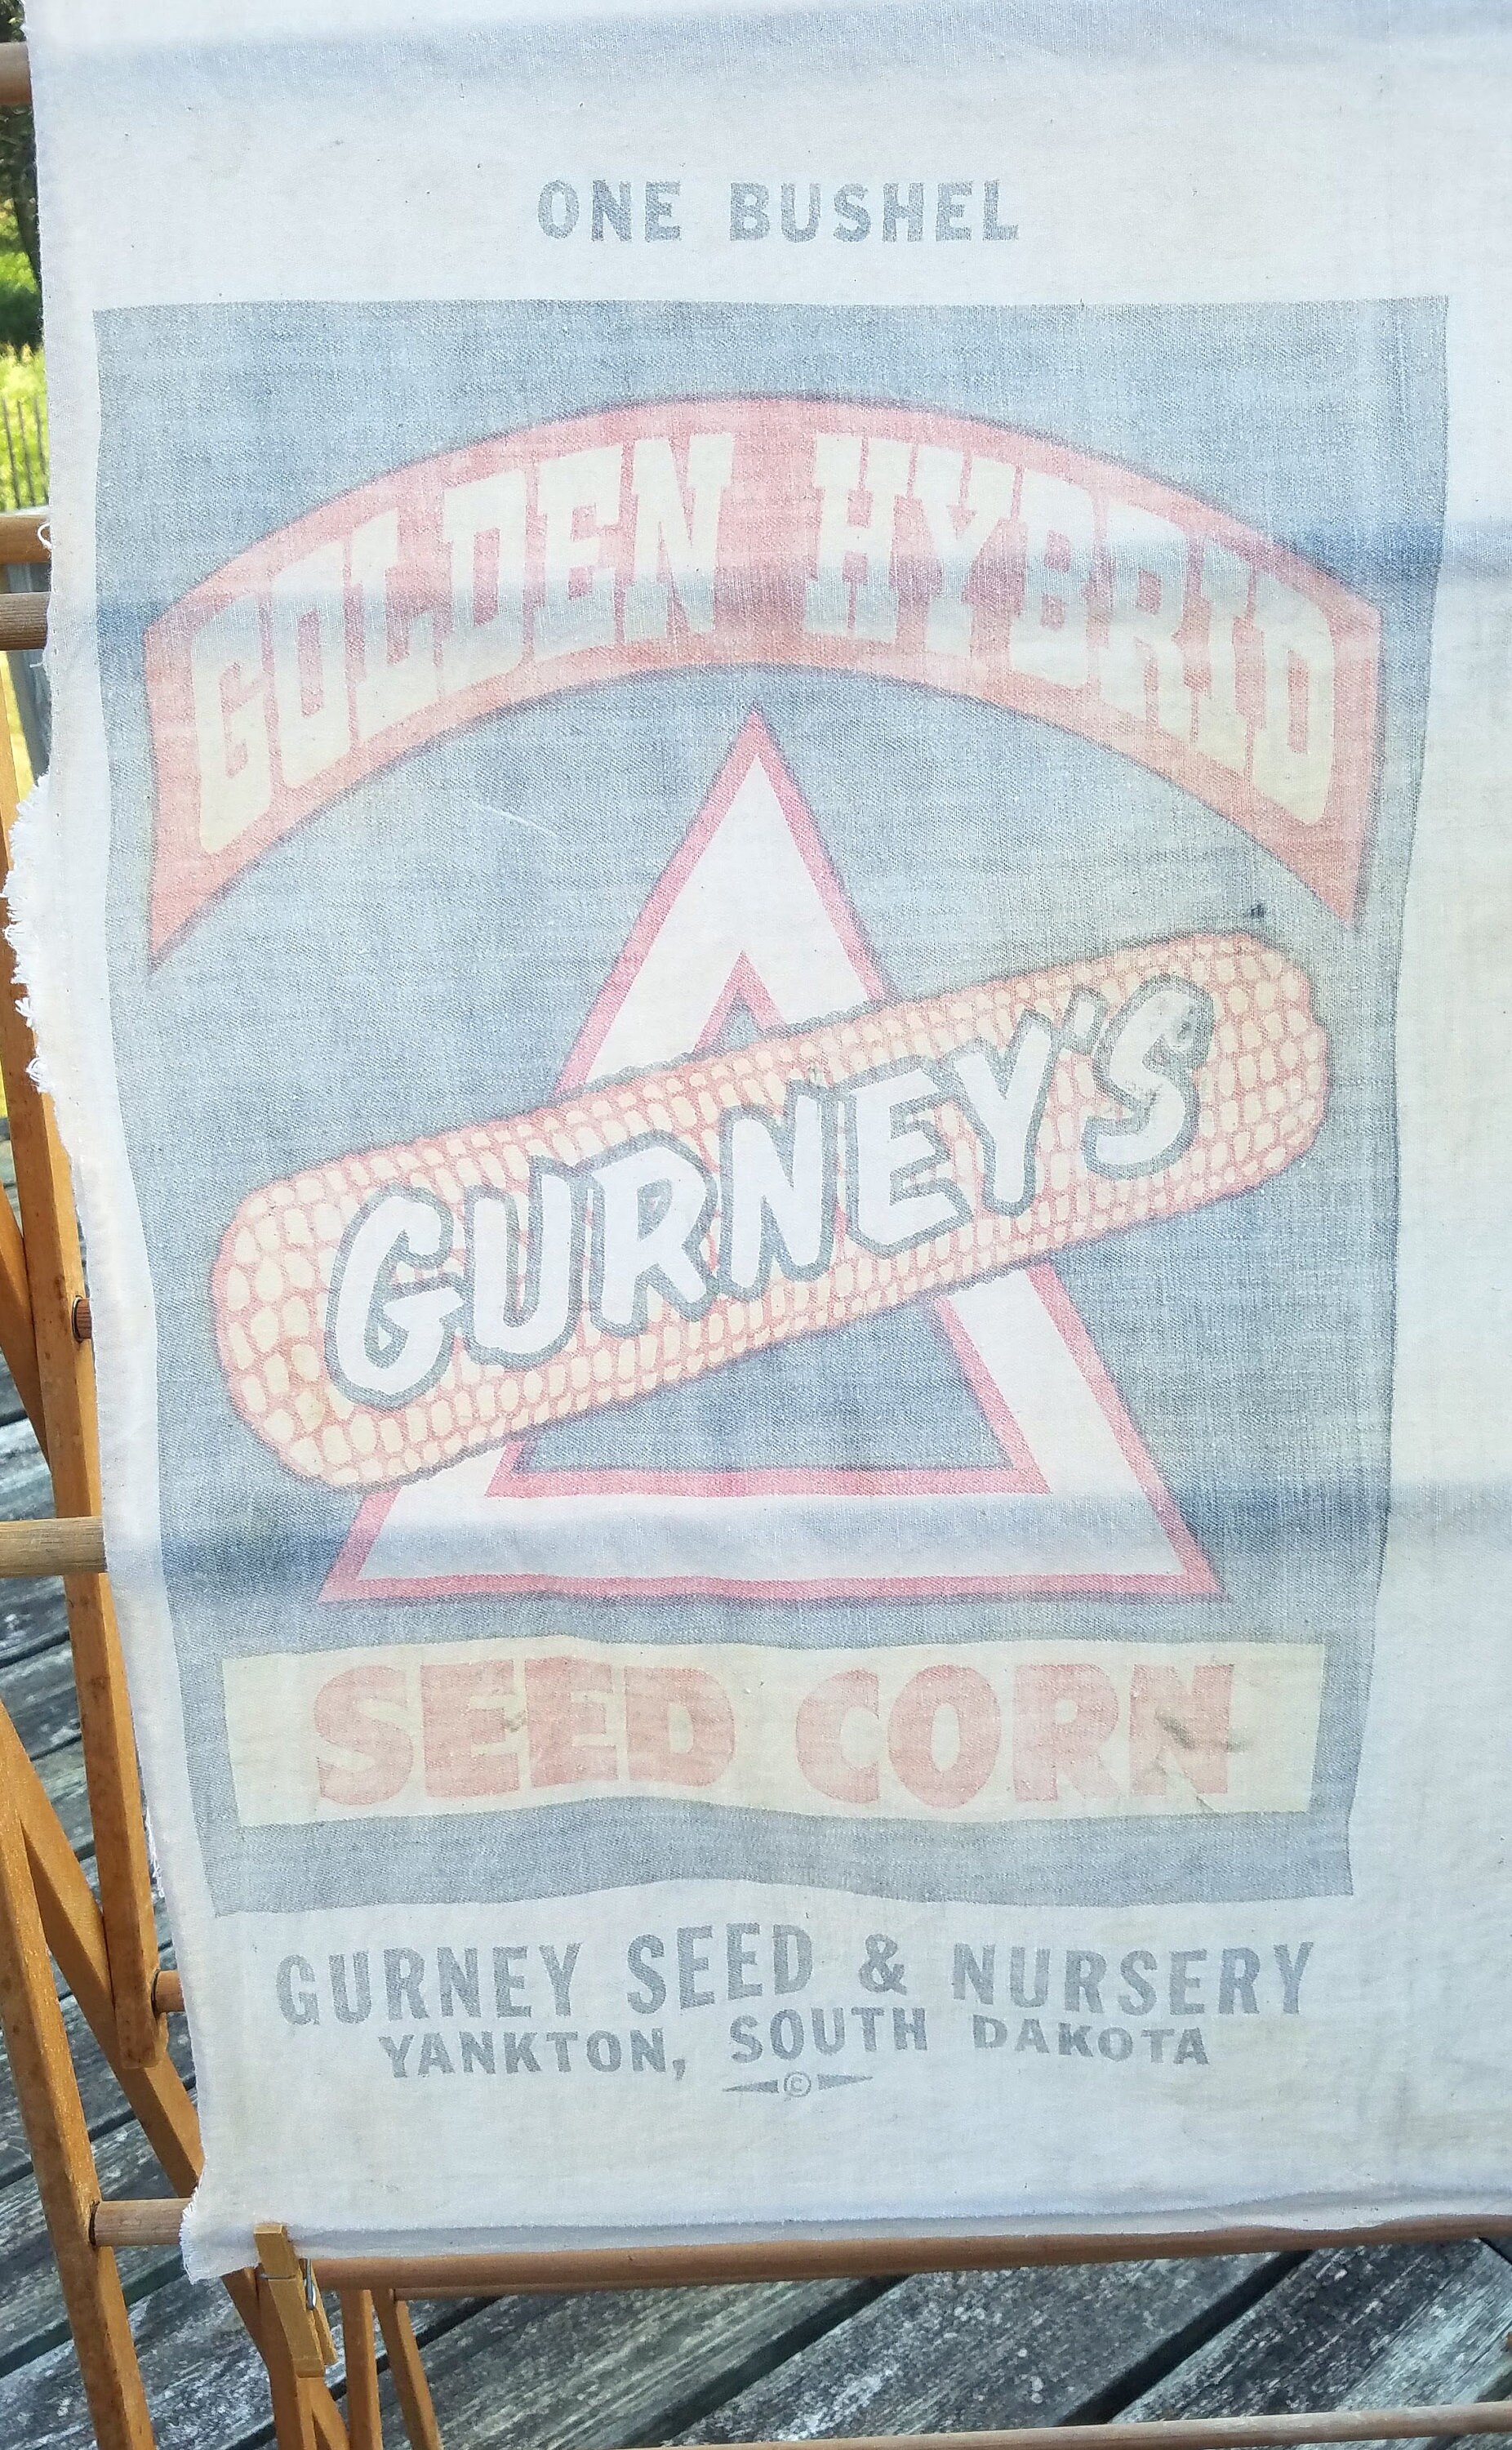 ONE BUSHEL
GOLDEN HYBRID
GURNEY'S
SEED CORN
GURNEY SEED & NURSERY
YANKTON, SOUTH DAKOTA
©